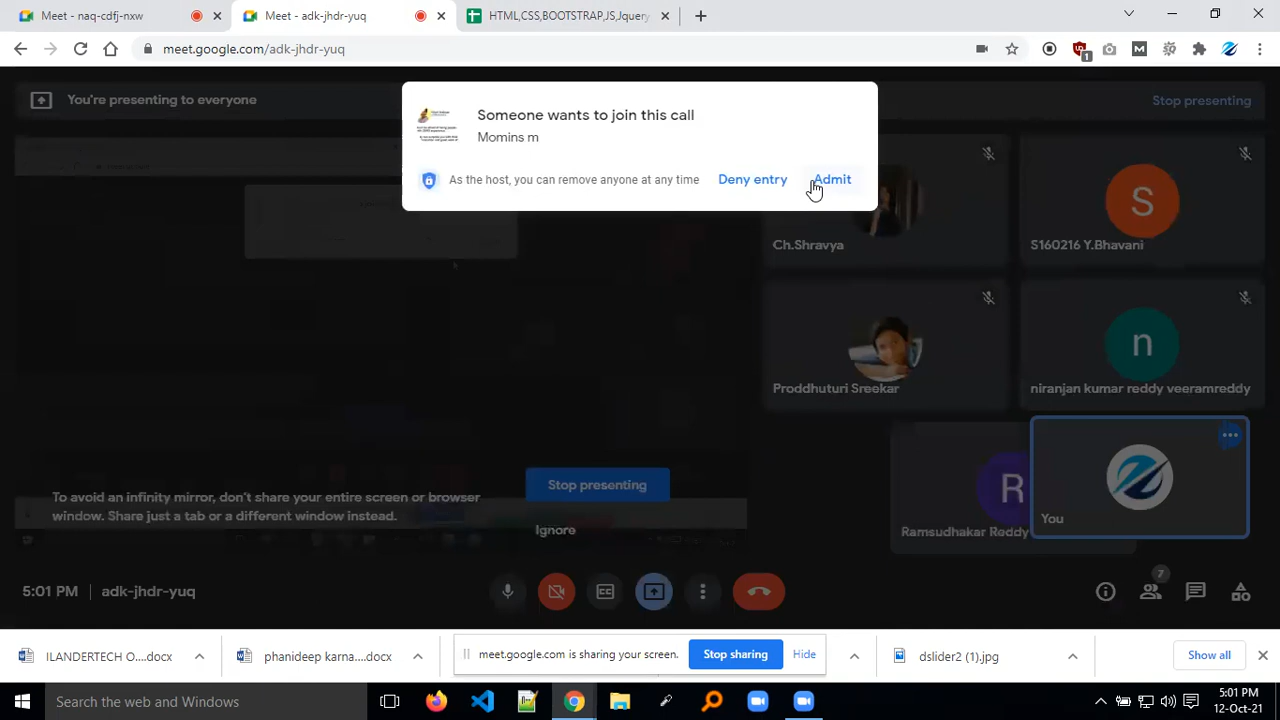 Meet - naq-cdfj-nxw
Meet - adk-jhdr-yuq
HTML,CSS,BOOTSTRAP,JS,Jquery
meet.google.com/adk-jhdr-yuq
1
You're presenting to everyone
Stop presenting
Someone wants to join this call
Momins m
As the host, you can remove anyone at any time
Deny entry
Admit
Ch.Shravya
S
S160216 Y.Bhavani
Proddhuturi Sreekar
n
niranjan kumar reddy veeramreddy
To avoid an infinity mirror, don't share your entire screen or browser
window. Share just a tab or a different window instead.
Stop presenting
Ignore
R
Ramsudhakar Reddy
You
5:01 PM | adk-jhdr-yuq
7
ILANDERTECH O....docx
phanideep karna....docx
meet.google.com is sharing your screen.
Stop sharing
Hide
dslider2 (1).jpg
Show all
Search the web and Windows
5:01 PM
12-Oct-21